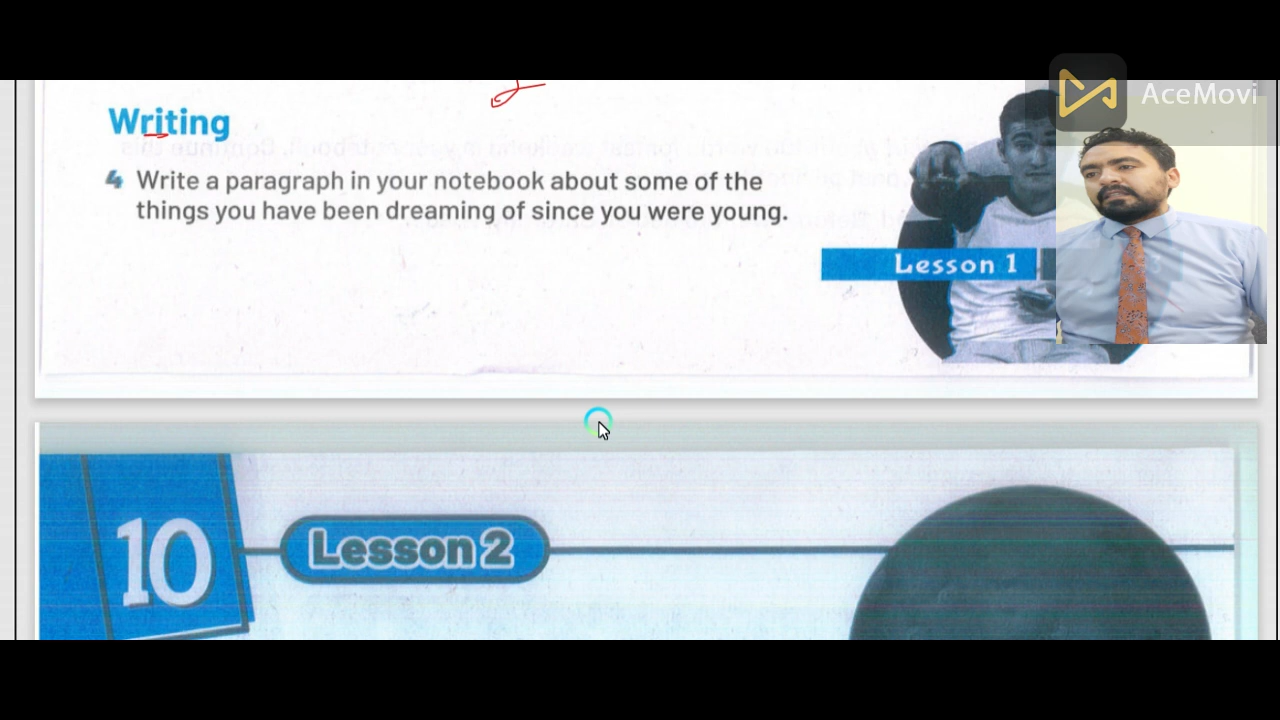 AceMovi
Writing
4 Write a paragraph in your notebook about some of the
things you have been dreaming of since you were young.
Lesson 1
10
Lesson 2